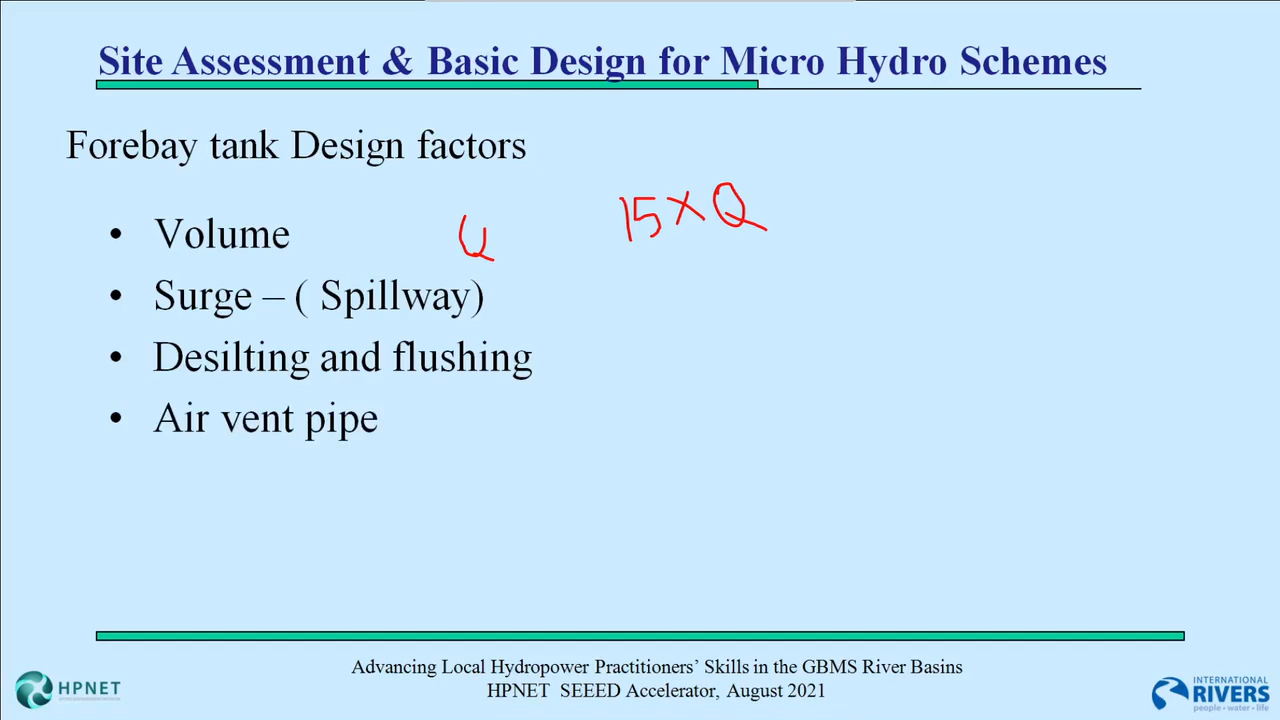 Site Assessment & Basic Design for Micro Hydro Schemes
Forebay tank Design factors
• Volume
Q
15 × Q
• Surge – ( Spillway)
• Desilting and flushing
• Air vent pipe
Advancing Local Hydropower Practitioners' Skills in the GBMS River Basins
HPNET SEEED Accelerator, August 2021
HPNET
INTERNATIONAL
RIVERS
people · water · life